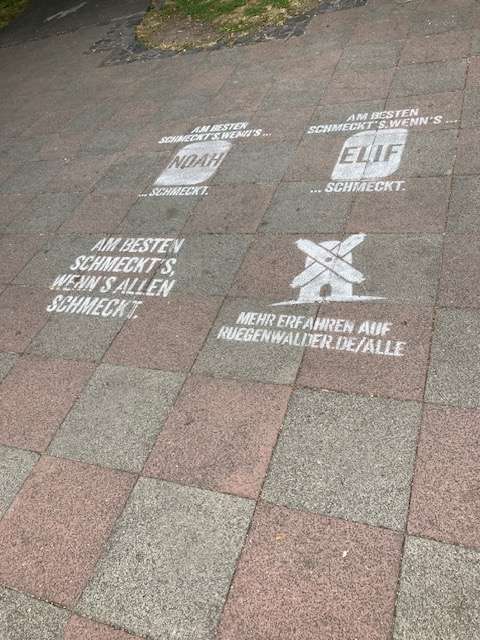 AM BESTEN
SCHMECKT'S, WENN'S ...
NOAH
... SCHMECKT.
AM BESTEN
SCHMECKT'S, WENN'S ...
ELIF
... SCHMECKT.
AM BESTEN
SCHMECKT'S,
WENN'S ALLEN
SCHMECKT.
MEHR ERFAHREN AUF
RUEGENWALDER.DE/ALLE